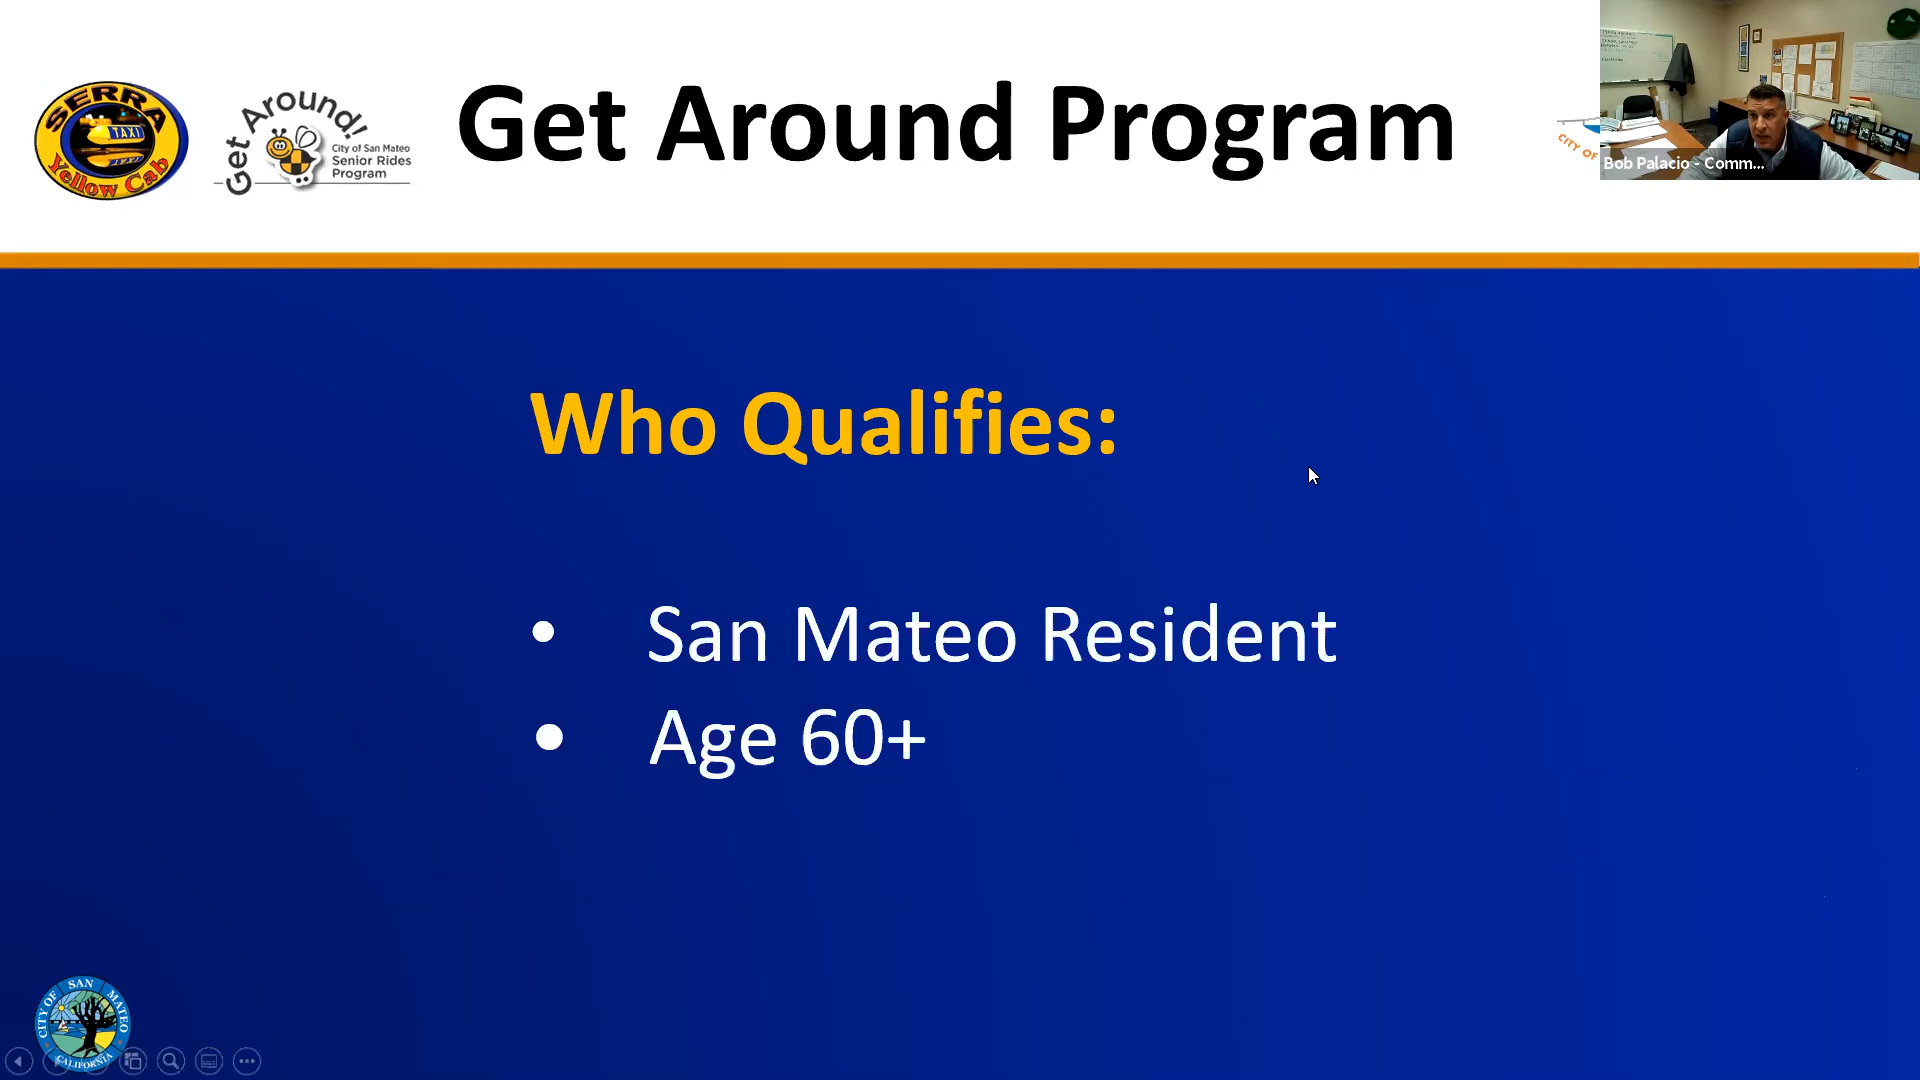 SERRA
TAXI
Yellow Cab
Get Around!
City of San Mateo
Senior Rides
Program
Get Around Program
CITY OF
Bob Palacio - Comm...
Who Qualifies:
• San Mateo Resident
• Age 60+
CITY OF SAN MATEO
CALIFORNIA